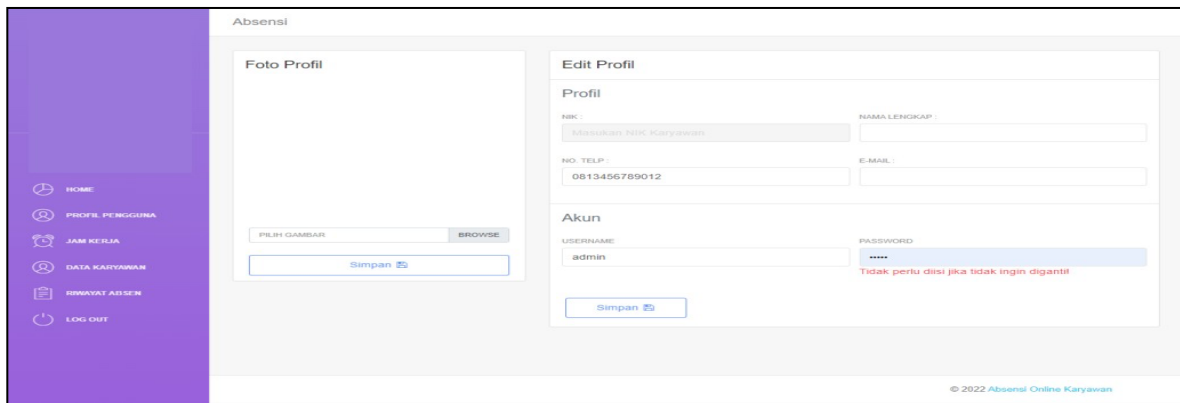 Absensi
HOME
PROFIL PENGGUNA
JAM KERJA
DATA KARYAWAN
RIWAYAT ABSEN
LOG OUT
Foto Profil
PILIH GAMBAR BROWSE
Simpan
Edit Profil
Profil
NIK : NAMA LENGKAP :
Masukan NIK Karyawan
NO. TELP : E-MAIL :
0813456789012
Akun
USERNAME PASSWORD
admin •••••
Tidak perlu diisi jika tidak ingin diganti!
Simpan
© 2022 Absensi Online Karyawan